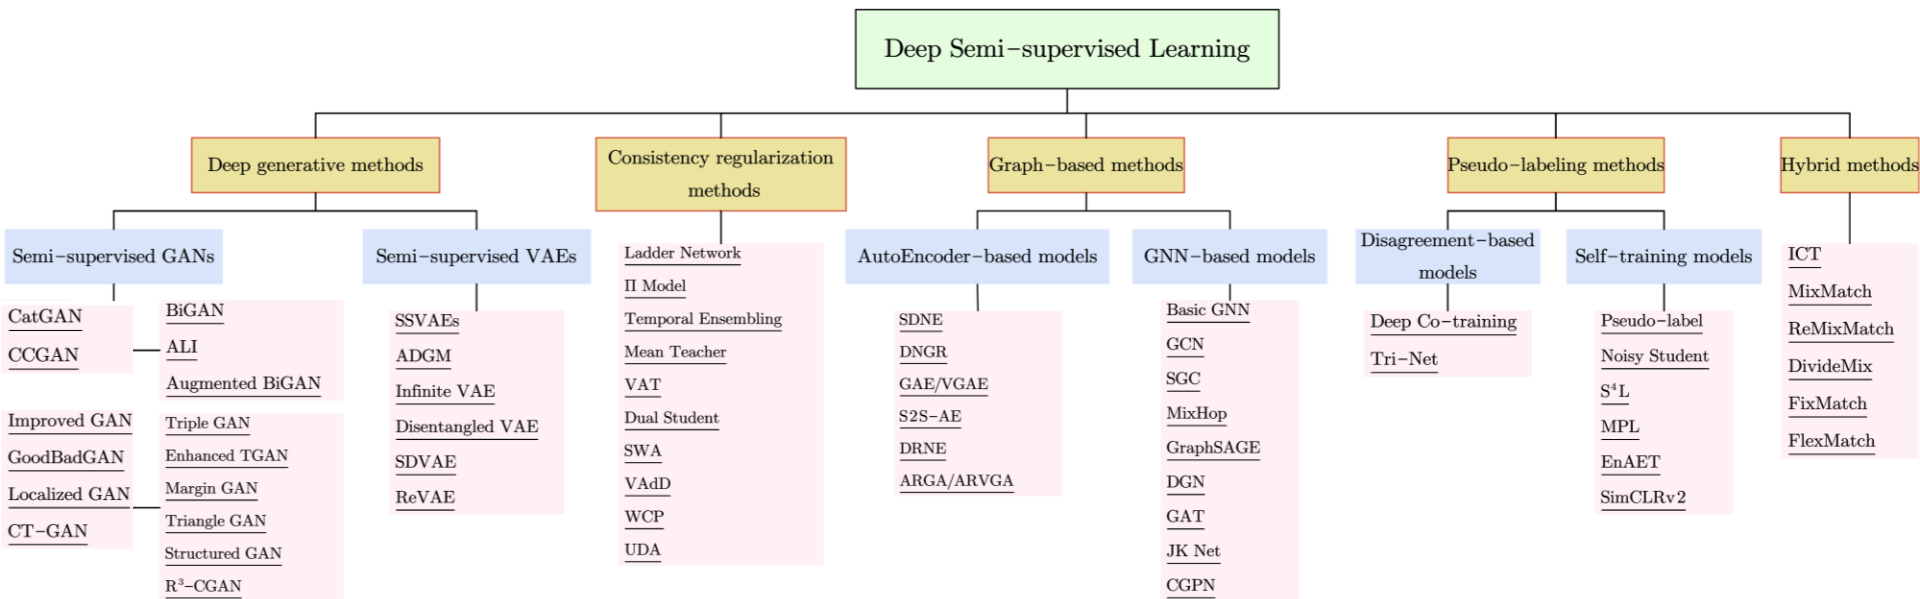 Deep Semi-supervised Learning
Deep generative methods
Consistency regularization
methods
Graph-based methods
Pseudo-labeling methods
Hybrid methods
Semi-supervised GANs
Semi-supervised VAEs
AutoEncoder-based models
GNN-based models
Disagreement-based
models
Self-training models
CatGAN
CCGAN
BiGAN
ALI
Augmented BiGAN
Improved GAN
GoodBadGAN
Localized GAN
CT-GAN
Triple GAN
Enhanced TGAN
Margin GAN
Triangle GAN
Structured GAN
R³-CGAN
SSVAEs
ADGM
Infinite VAE
Disentangled VAE
SDVAE
ReVAE
Ladder Network
Π Model
Temporal Ensembling
Mean Teacher
VAT
Dual Student
SWA
VAdD
WCP
UDA
SDNE
DNGR
GAE/VGAE
S2S-AE
DRNE
ARGA/ARVGA
Basic GNN
GCN
SGC
MixHop
GraphSAGE
DGN
GAT
JK Net
CGPN
Deep Co-training
Tri-Net
Pseudo-label
Noisy Student
S⁴L
MPL
EnAET
SimCLRv2
ICT
MixMatch
ReMixMatch
DivideMix
FixMatch
FlexMatch